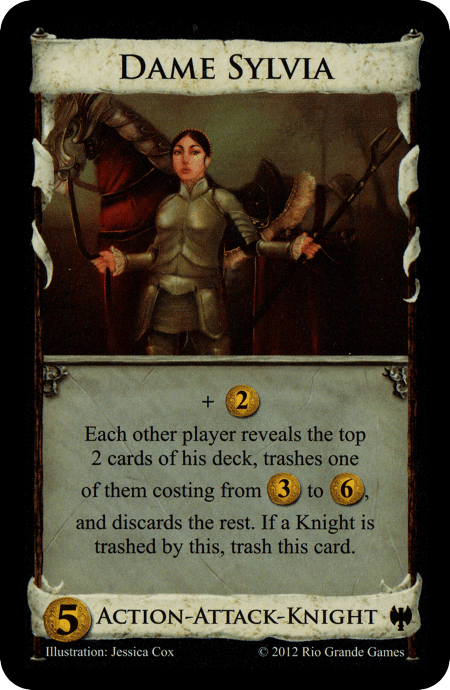 DAME SYLVIA
+ 2
Each other player reveals the top
2 cards of his deck, trashes one
of them costing from 3 to 6,
and discards the rest. If a Knight is
trashed by this, trash this card.
5 ACTION-ATTACK-KNIGHT
Illustration: Jessica Cox © 2012 Rio Grande Games